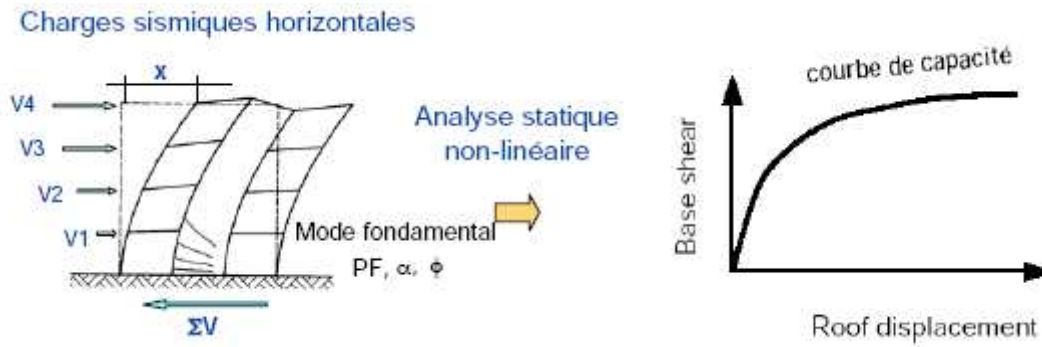 Charges sismiques horizontales
x
V4
V3
V2
V1
ΣV
Mode fondamental
PF, α, ϕ
Analyse statique
non-linéaire
courbe de capacité
Base shear
Roof displacement